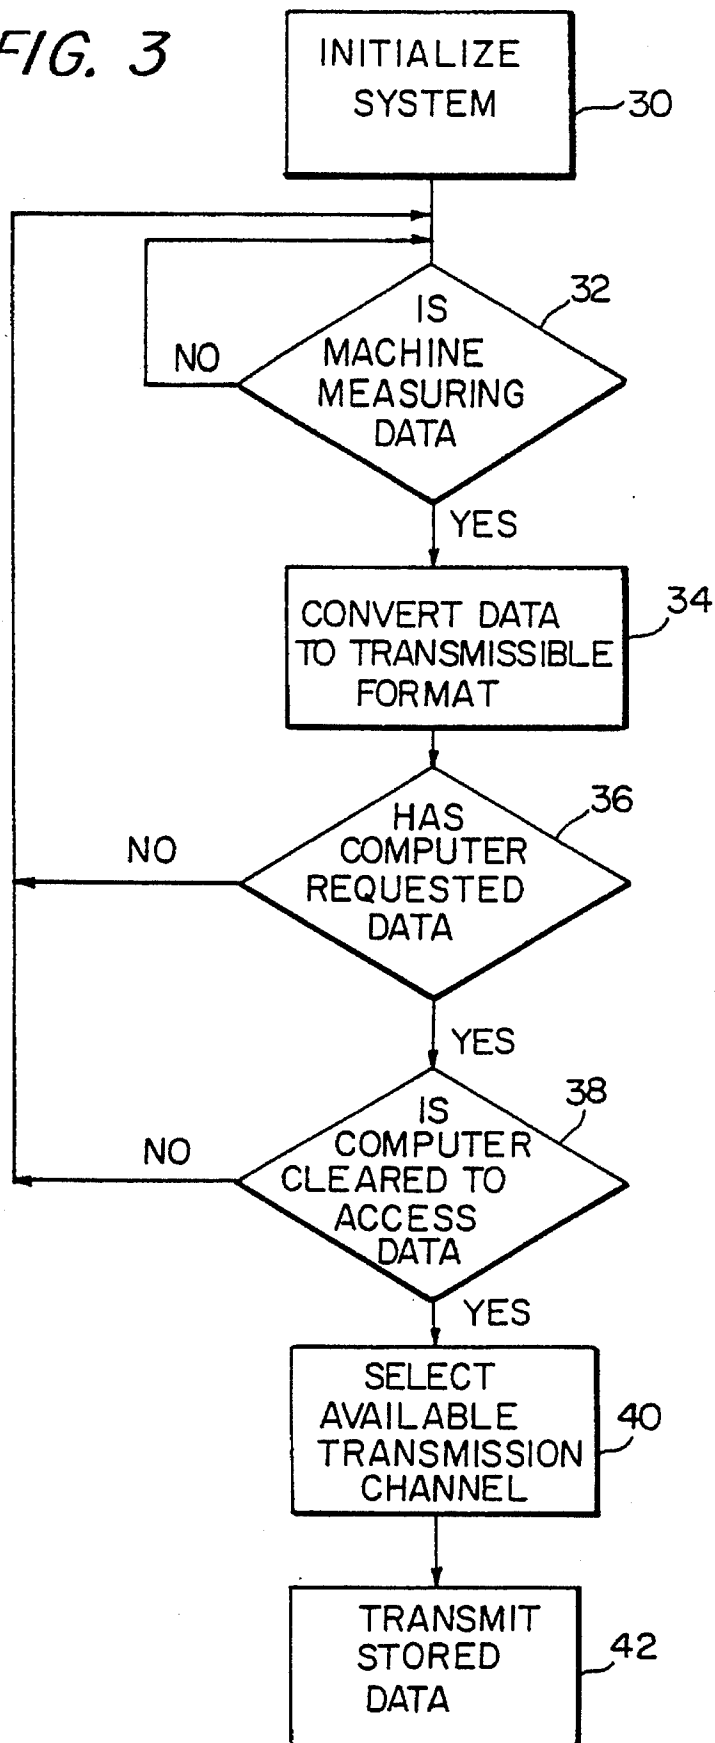 FIG. 3
INITIALIZE
SYSTEM
30
32
IS
MACHINE
MEASURING
DATA
NO
YES
34
CONVERT DATA
TO TRANSMISSIBLE
FORMAT
36
HAS
COMPUTER
REQUESTED
DATA
NO
YES
38
IS
COMPUTER
CLEARED TO
ACCESS
DATA
NO
YES
SELECT
AVAILABLE
TRANSMISSION
CHANNEL
40
TRANSMIT
STORED
DATA
42